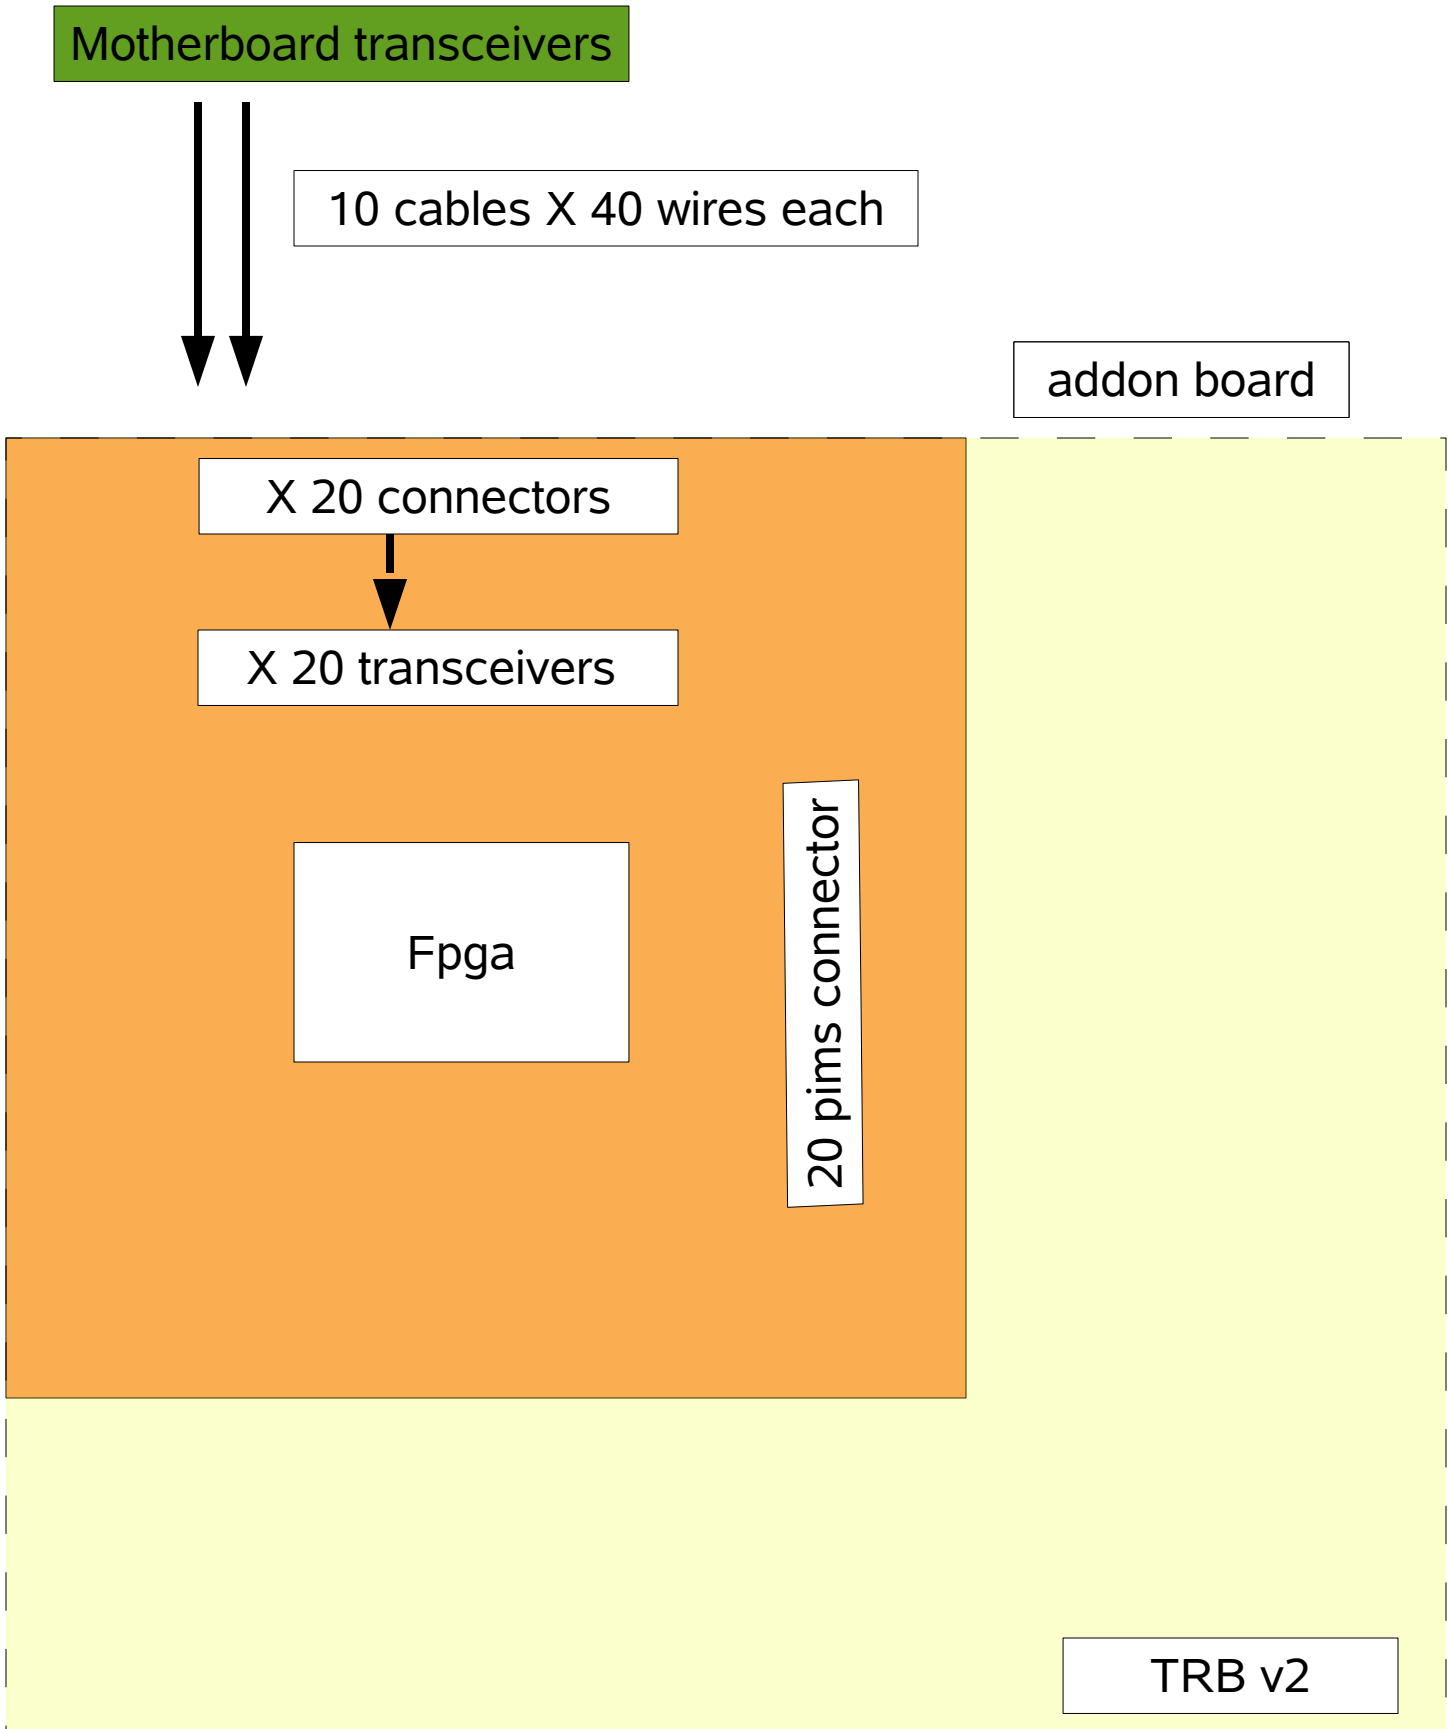 Motherboard transceivers
10 cables X 40 wires each
addon board
X 20 connectors
X 20 transceivers
20 pims connector
Fpga
TRB v2